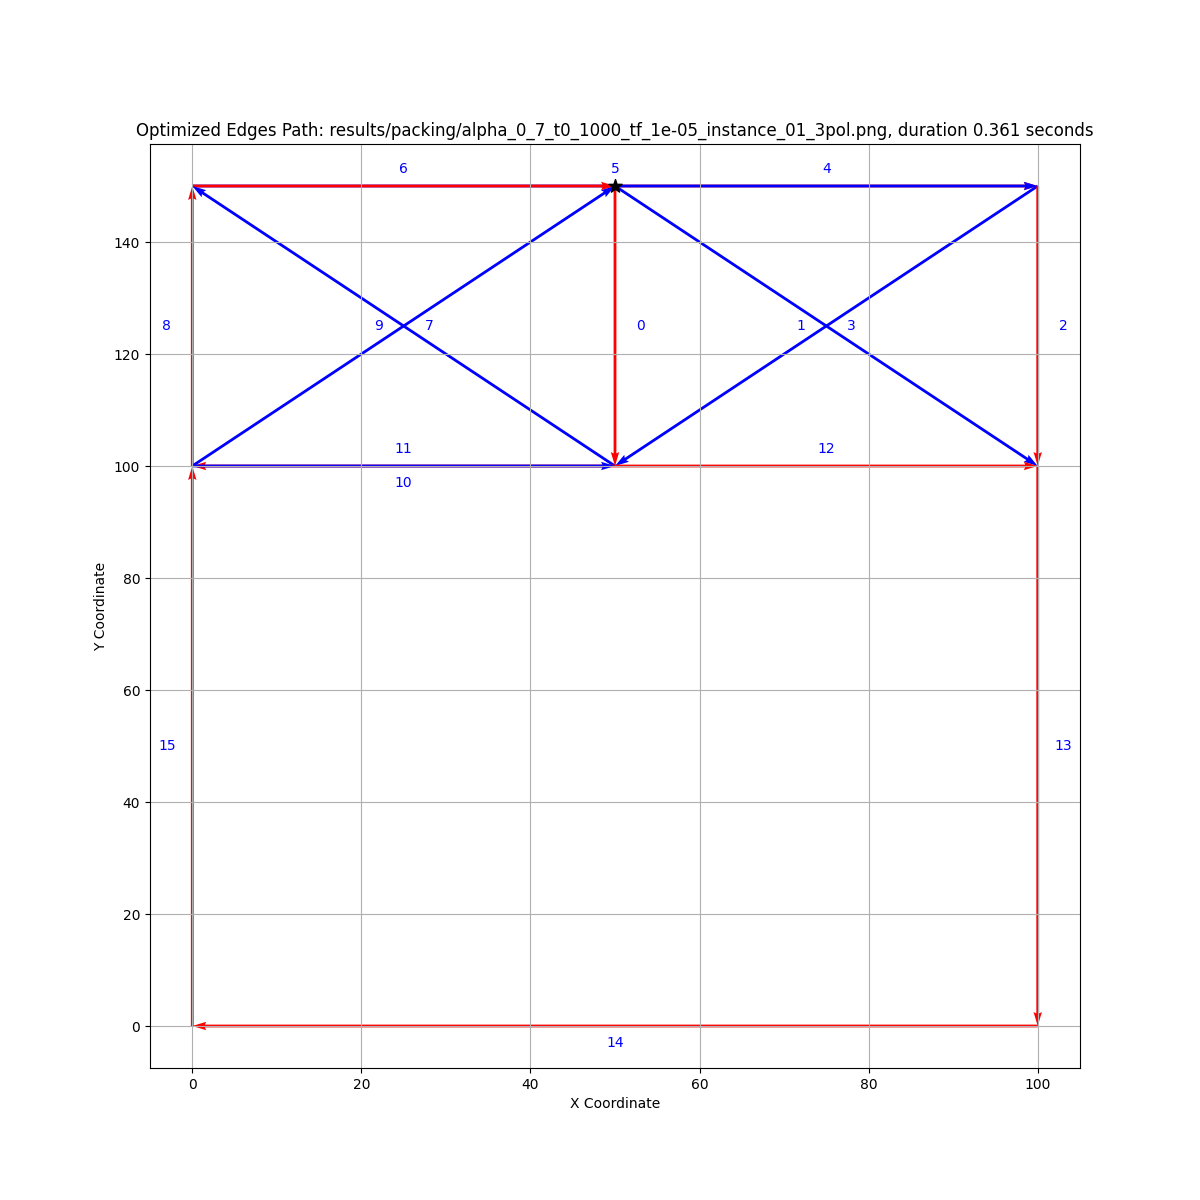 Optimized Edges Path: results/packing/alpha_0_7_t0_1000_tf_1e-05_instance_01_3pol.png, duration 0.361 seconds
6 5 4
140
8 9 7 0 1 3 2
120
11 12
100
10
80
Y Coordinate
60
15 13
40
20
0
14
0 20 40 60 80 100
X Coordinate